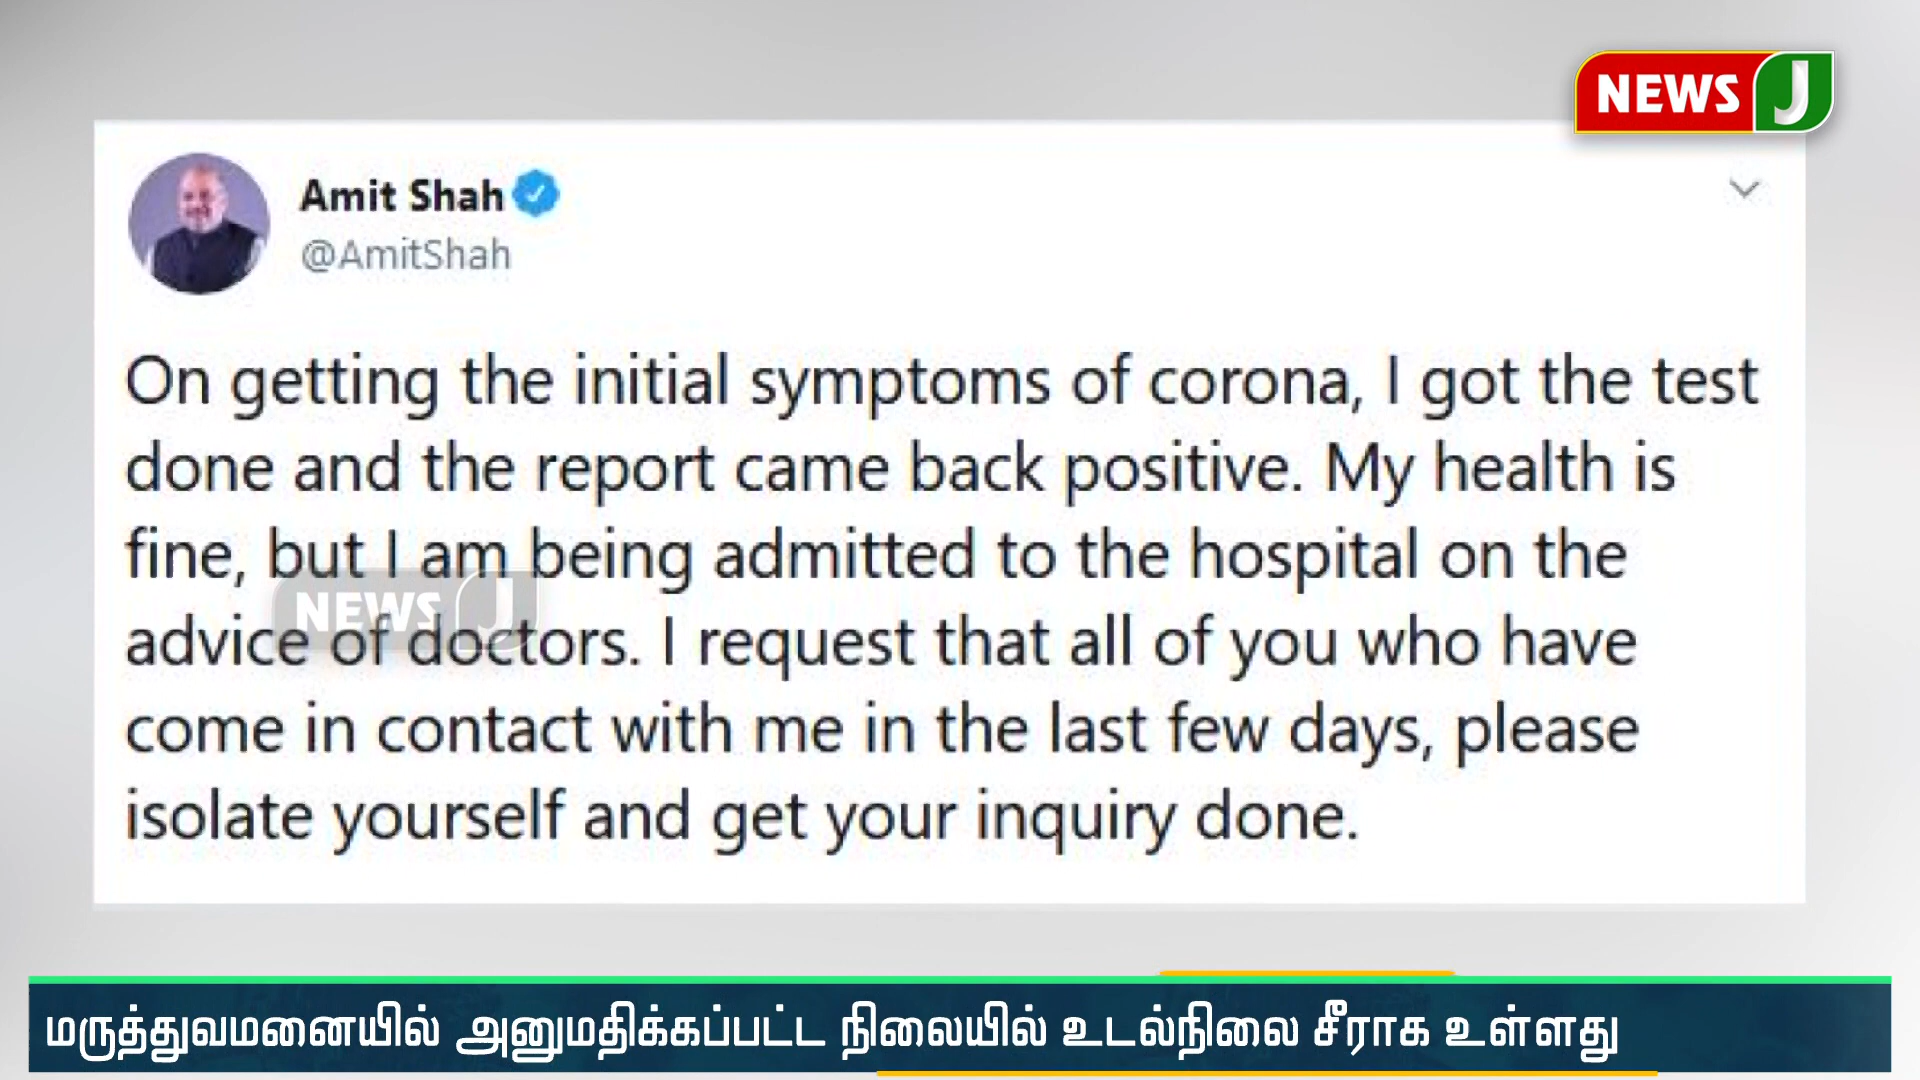 NEWS J
Amit Shah
@AmitShah
On getting the initial symptoms of corona, I got the test
done and the report came back positive. My health is
fine, but I am being admitted to the hospital on the
NEWS J
advice of doctors. I request that all of you who have
come in contact with me in the last few days, please
isolate yourself and get your inquiry done.
மருத்துவமனையில் அனுமதிக்கப்பட்ட நிலையில் உடல்நிலை சீராக உள்ளது